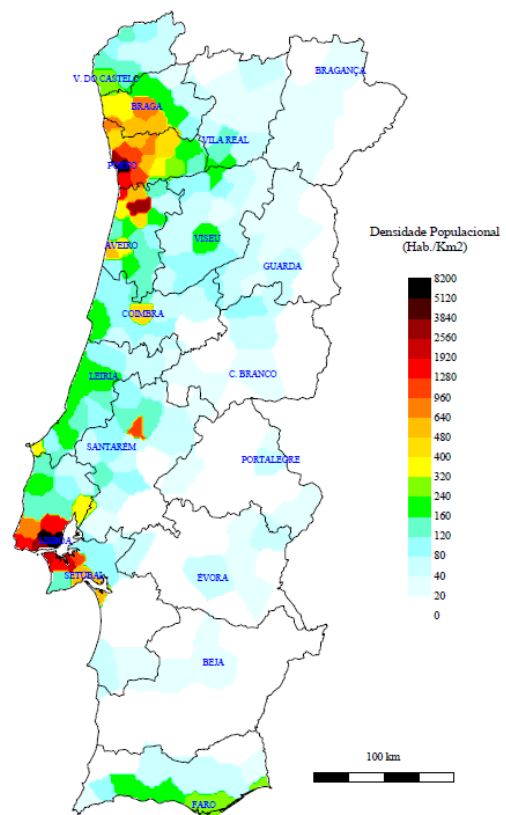 BRAGANÇA
V. DO CASTELO
BRAGA
VILA REAL
PORTO
Densidade Populacional
(Hab./Km2)
AVEIRO
VISEU
GUARDA
8200
5120
3840
2560
1920
1280
960
640
480
400
320
240
160
120
80
40
20
0
COIMBRA
LEIRIA
C. BRANCO
SANTARÉM
PORTALEGRE
LISBOA
SETUBAL
ÉVORA
BEJA
100 km
FARO